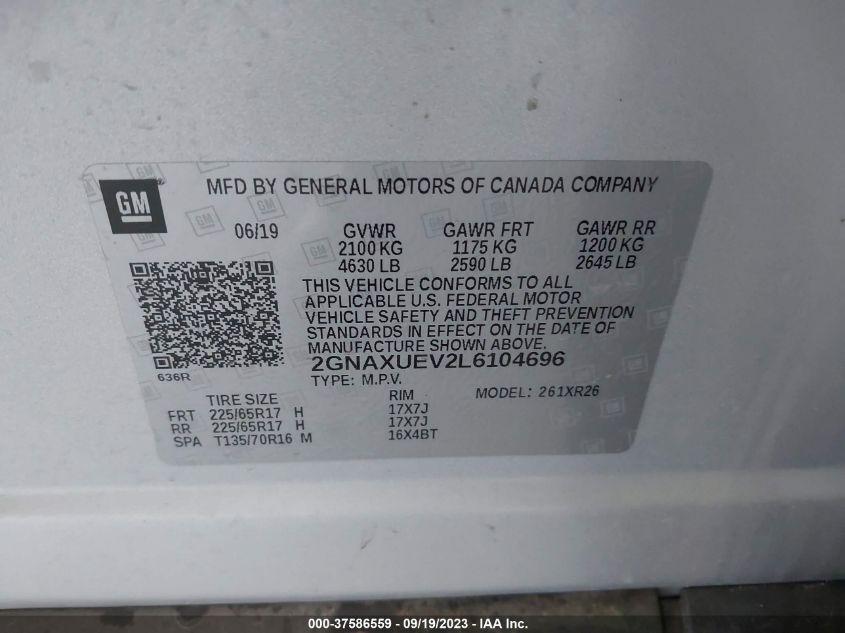 GM MFD BY GENERAL MOTORS OF CANADA COMPANY
06/19 GVWR GAWR FRT GAWR RR
2100 KG 1175 KG 1200 KG
4630 LB 2590 LB 2645 LB
THIS VEHICLE CONFORMS TO ALL
APPLICABLE U.S. FEDERAL MOTOR
VEHICLE SAFETY AND THEFT PREVENTION
STANDARDS IN EFFECT ON THE DATE OF
MANUFACTURE SHOWN ABOVE.
2GNAXUEV2L6104696
636R
TYPE: M.P.V.
TIRE SIZE RIM MODEL: 261XR26
FRT 225/65R17 H 17X7J
RR 225/65R17 H 17X7J
SPA T135/70R16 M 16X4BT
000-37586559 - 09/19/2023 - IAA Inc.